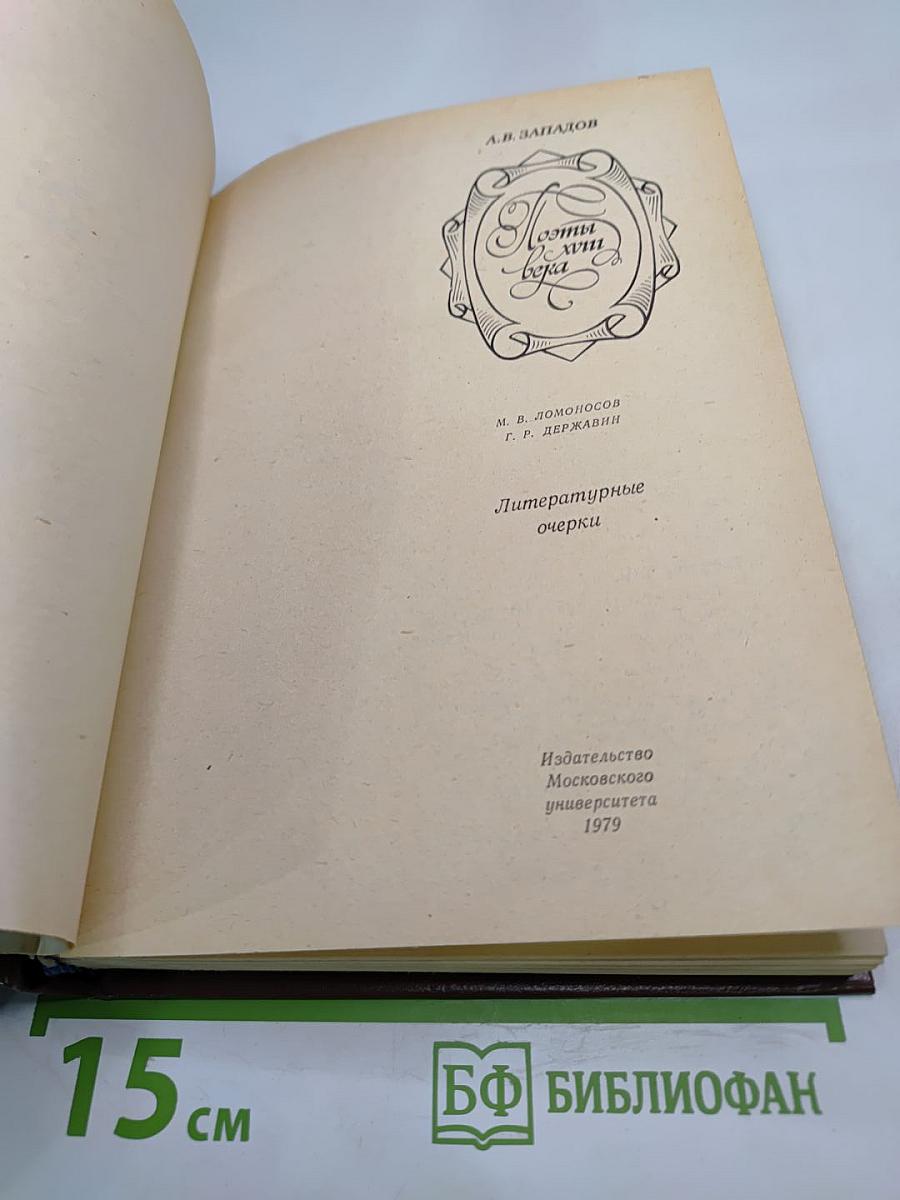 А.В. ЗАПАДОВ
Поэты
XVIII
века
М. В. ЛОМОНОСОВ
Г. Р. ДЕРЖАВИН
Литературные
очерки
Издательство
Московского
университета
1979
15 см
БФ БИБЛИОФАН